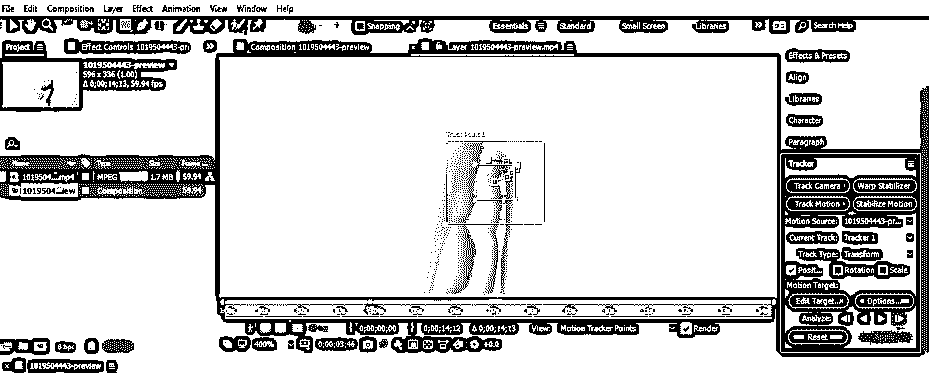 File Edit Composition Layer Effect Animation View Window Help
Snapping Essentials Standard Small Screen Libraries Search Help
Project Effect Controls 1019504443-pr Composition 1019504443-preview Layer 1019504443-preview.mp4
1019504443-preview
596 x 336 (1.00)
Δ 0;00;14;13, 59.94 fps
Effects & Presets
Align
Libraries
Character
Paragraph
Track Point 1
Type Size
1019504....mp4 MPEG 1.7 MB 59.94
1019504...iew Composition
Tracker
Track Camera Warp Stabilizer
Track Motion Stabilize Motion
Motion Source: 1019504443-pr...
Current Track: Tracker 1
Track Type: Transform
Posit... Rotation Scale
Motion Target:
Edit Target... Options...
Analyze:
Reset
0;00;00;00 0;00;14;12 Δ 0;00;14;13 View: Motion Tracker Points Render
400% 0;00;03;46 +0.0
8 bpc
1019504443-preview